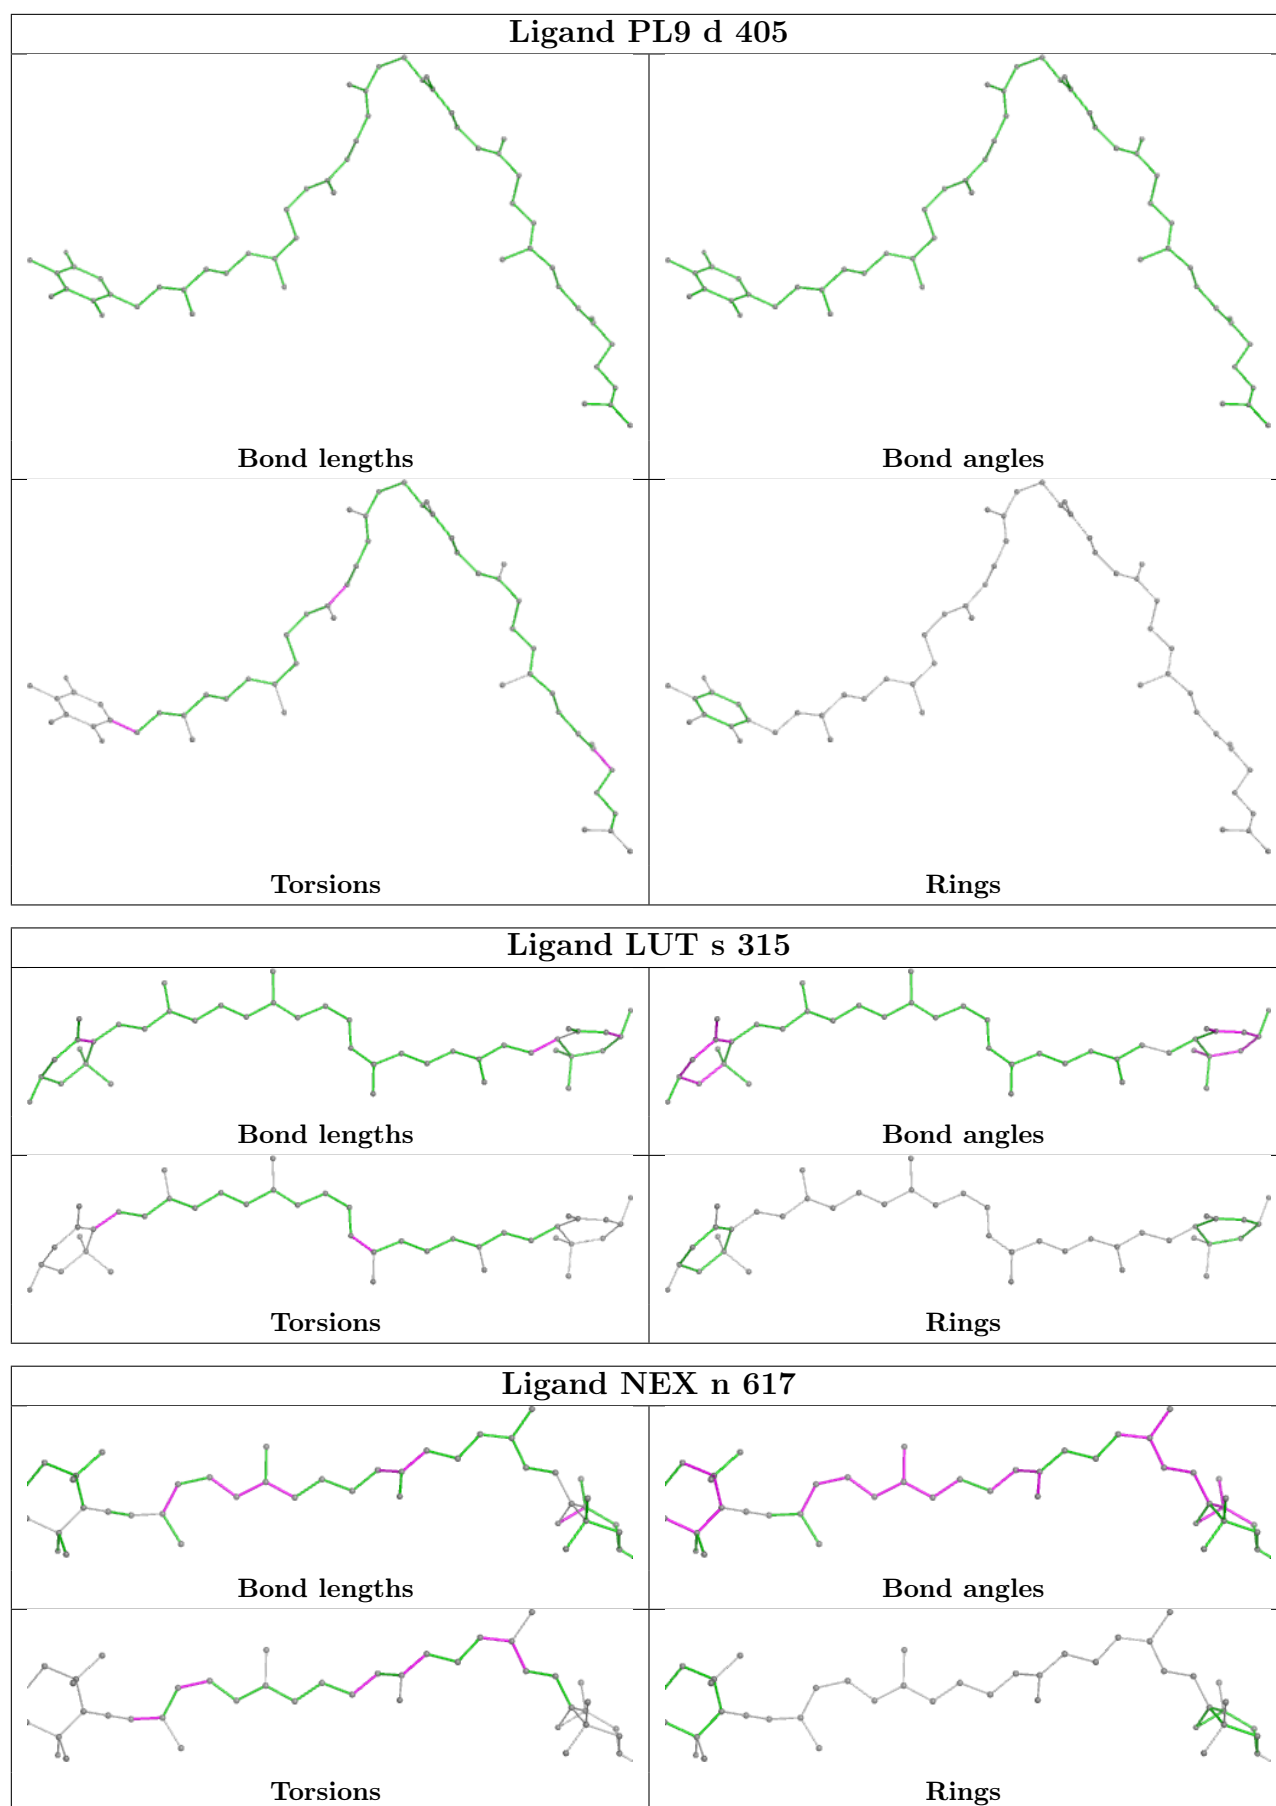 Ligand PL9 d 405
Bond lengths
Bond angles
Torsions
Rings
Ligand LUT s 315
Bond lengths
Bond angles
Torsions
Rings
Ligand NEX n 617
Bond lengths
Bond angles
Torsions
Rings